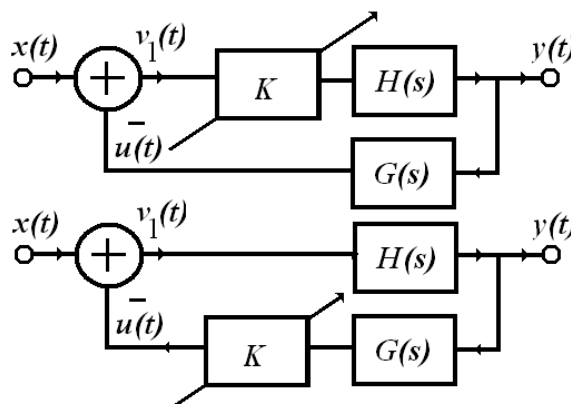 x(t)
v1(t)
y(t)
+
K
H(s)
−
u(t)
G(s)
x(t)
v1(t)
y(t)
+
H(s)
−
u(t)
K
G(s)